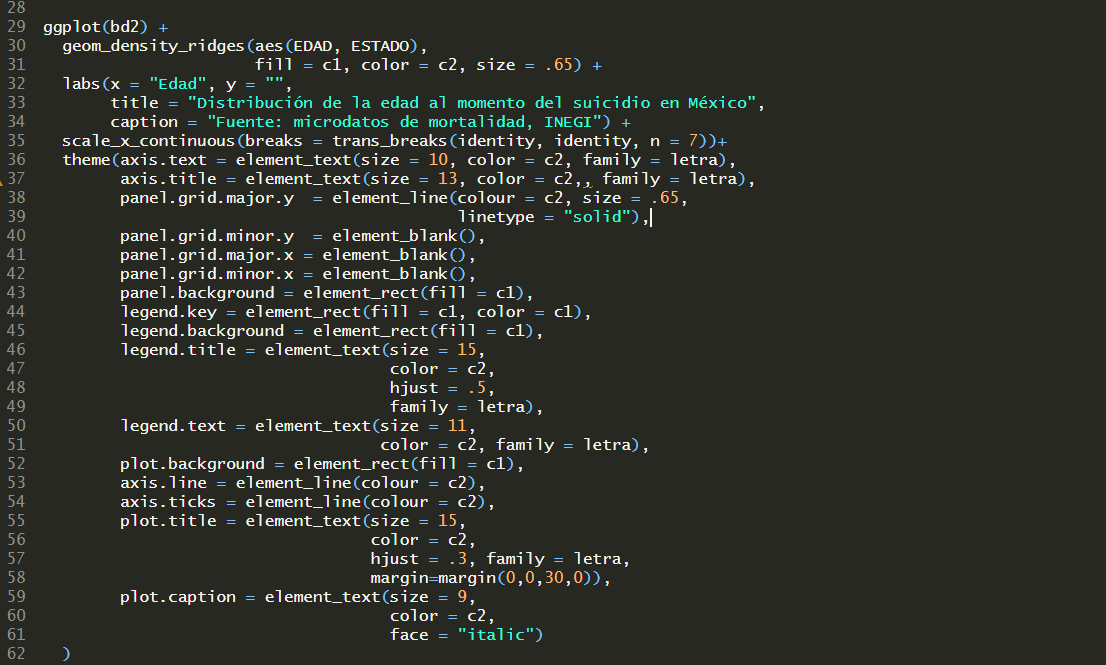 28
29 ggplot(bd2) +
30   geom_density_ridges(aes(EDAD, ESTADO),
31                       fill = c1, color = c2, size = .65) +
32   labs(x = "Edad", y = "",
33        title = "Distribución de la edad al momento del suicidio en México",
34        caption = "Fuente: microdatos de mortalidad, INEGI") +
35   scale_x_continuous(breaks = trans_breaks(identity, identity, n = 7))+
36   theme(axis.text = element_text(size = 10, color = c2, family = letra),
37         axis.title = element_text(size = 13, color = c2,, family = letra),
38         panel.grid.major.y  = element_line(colour = c2, size = .65,
39                                            linetype = "solid"),
40         panel.grid.minor.y  = element_blank(),
41         panel.grid.major.x = element_blank(),
42         panel.grid.minor.x = element_blank(),
43         panel.background = element_rect(fill = c1),
44         legend.key = element_rect(fill = c1, color = c1),
45         legend.background = element_rect(fill = c1),
46         legend.title = element_text(size = 15,
47                                     color = c2,
48                                     hjust = .5,
49                                     family = letra),
50         legend.text = element_text(size = 11,
51                                    color = c2, family = letra),
52         plot.background = element_rect(fill = c1),
53         axis.line = element_line(colour = c2),
54         axis.ticks = element_line(colour = c2),
55         plot.title = element_text(size = 15,
56                                   color = c2,
57                                   hjust = .3, family = letra,
58                                   margin=margin(0,0,30,0)),
59         plot.caption = element_text(size = 9,
60                                     color = c2,
61                                     face = "italic")
62   )